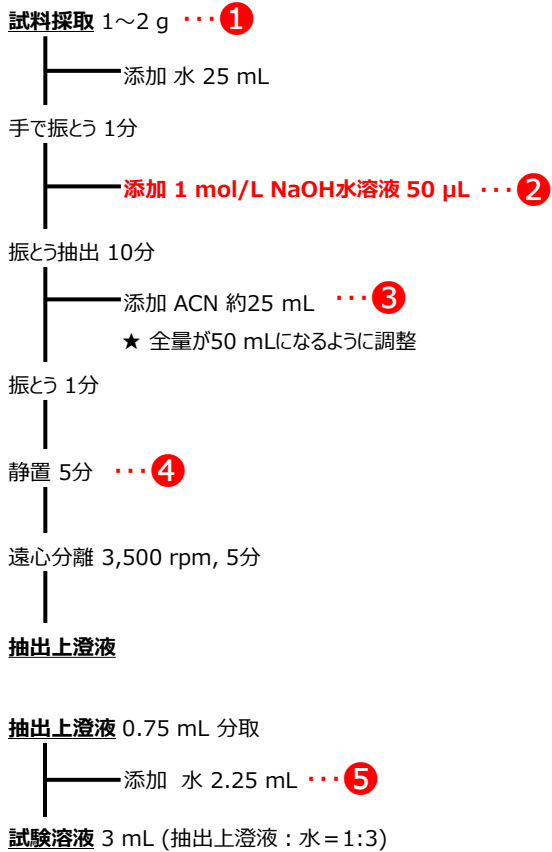 試料採取 1～2 g ･･･❶
添加 水 25 mL
手で振とう 1分
添加 1 mol/L NaOH水溶液 50 μL ･･･❷
振とう抽出 10分
添加 ACN 約25 mL ･･･❸
★ 全量が50 mLになるように調整
振とう 1分
静置 5分 ･･･❹
遠心分離 3,500 rpm, 5分
抽出上澄液
抽出上澄液 0.75 mL 分取
添加 水 2.25 mL ･･･❺
試験溶液 3 mL (抽出上澄液：水＝1:3)